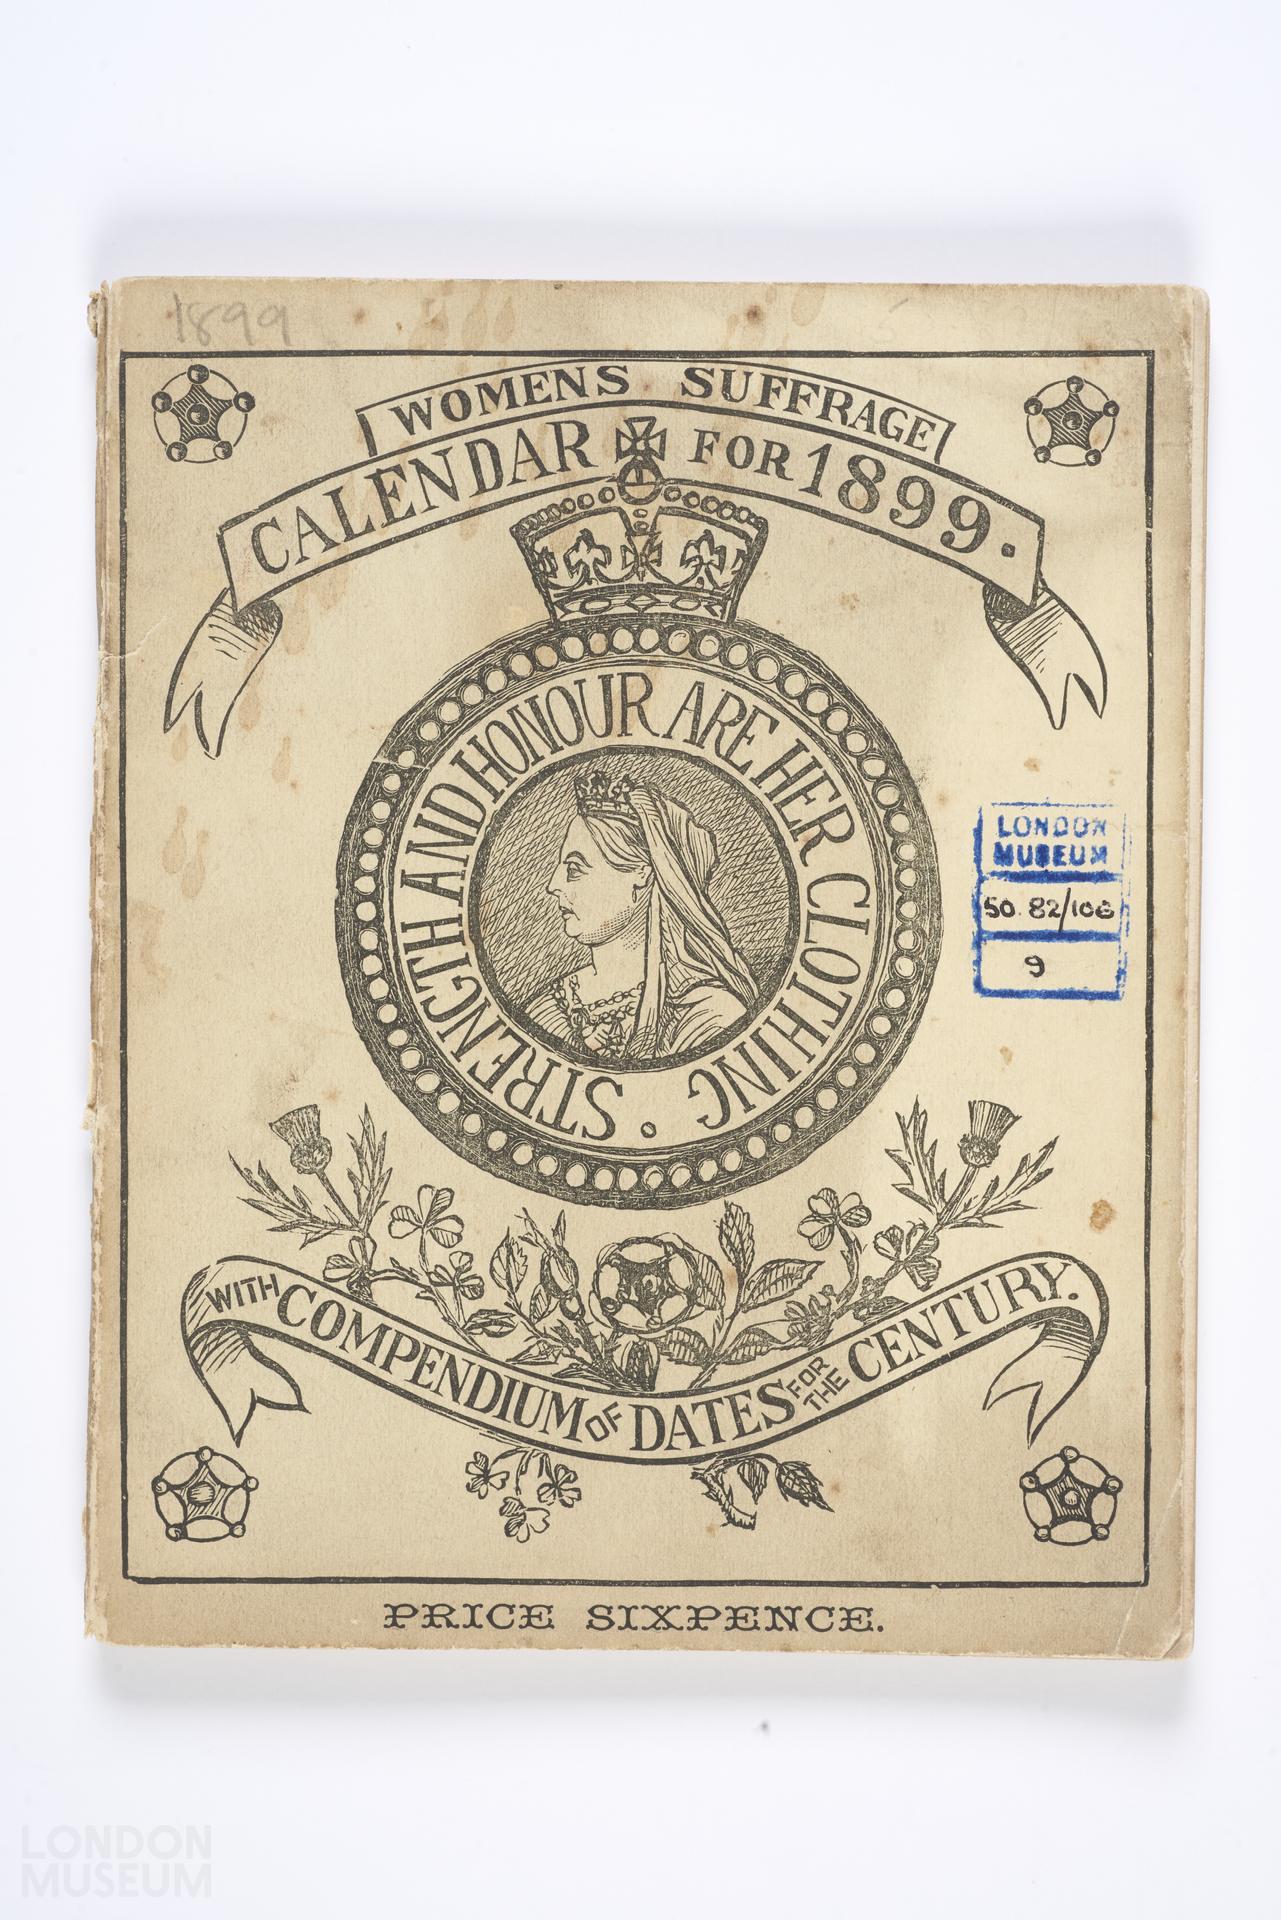 1899
WOMENS SUFFRAGE
CALENDAR FOR 1899.
STRENGTH AND HONOUR ARE HER CLOTHING.
LONDON
MUSEUM
50.82/106
9
WITH COMPENDIUM OF DATES FOR THE CENTURY.
PRICE SIXPENCE.
LONDON
MUSEUM